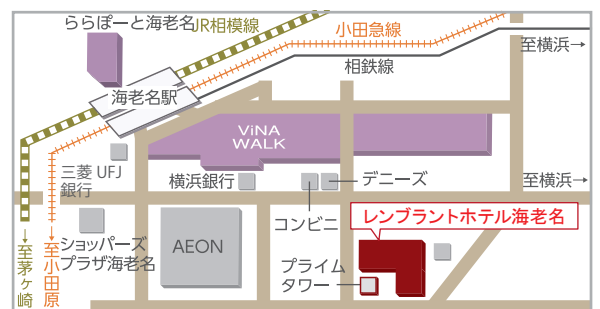 ららぽーと海老名
JR相模線
小田急線
至横浜→
相鉄線
海老名駅
ViNA
WALK
三菱 UFJ
銀行
横浜銀行
デニーズ
至横浜→
コンビニ
レンブラントホテル海老名
ショッパーズ
プラザ海老名
AEON
プライム
タワー
→至茅ヶ崎
→至小田原